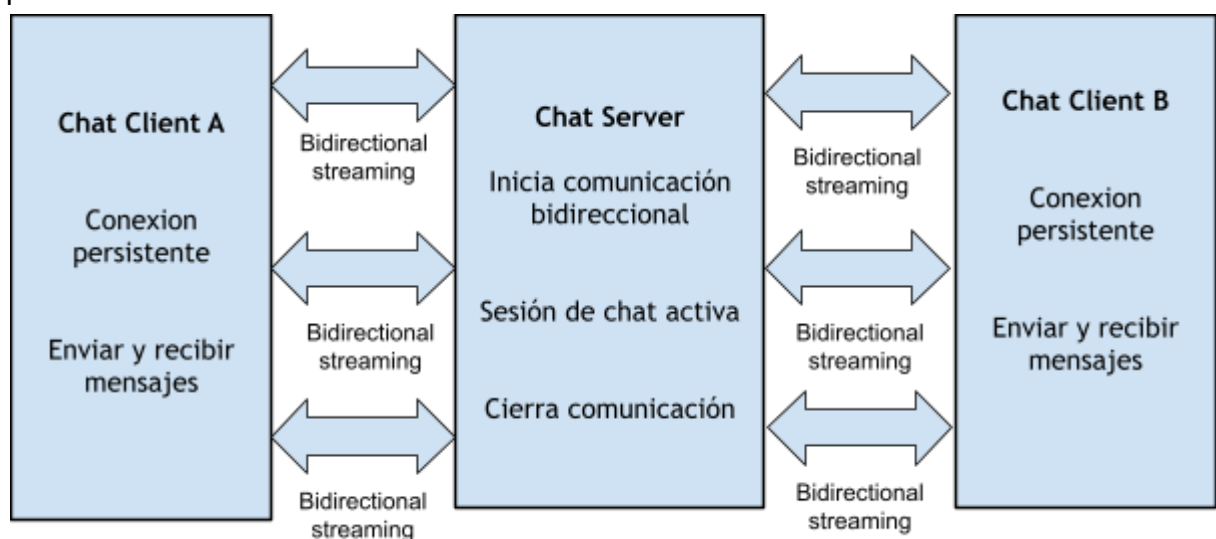 Chat Client A
Conexion
persistente
Enviar y recibir
mensajes
Bidirectional
streaming
Bidirectional
streaming
Bidirectional
streaming
Chat Server
Inicia comunicación
bidireccional
Sesión de chat activa
Cierra comunicación
Bidirectional
streaming
Bidirectional
streaming
Bidirectional
streaming
Chat Client B
Conexion
persistente
Enviar y recibir
mensajes